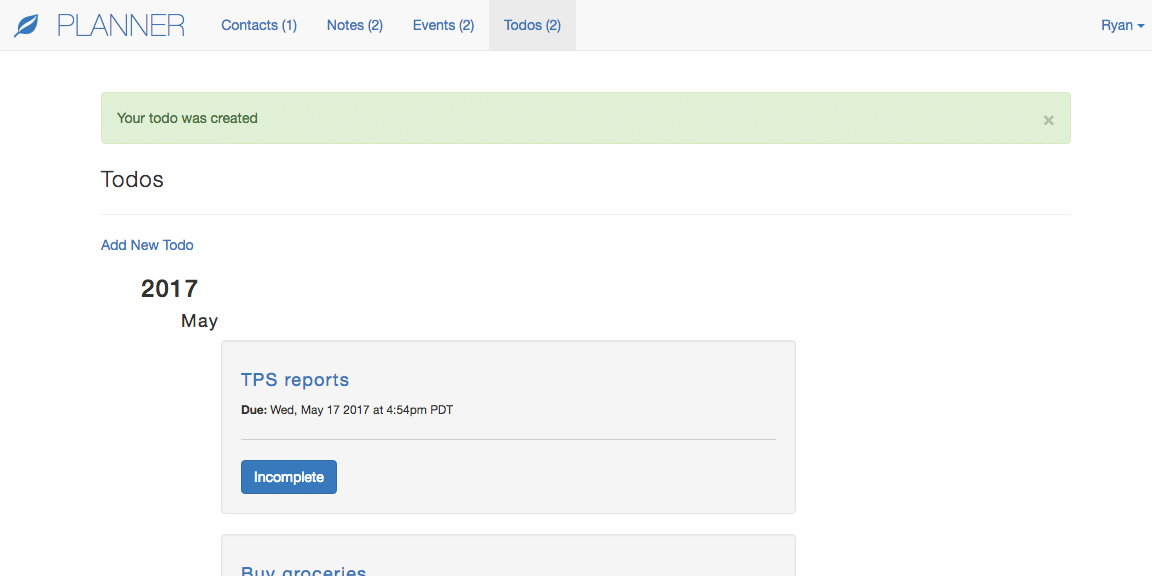 PLANNER Contacts (1) Notes (2) Events (2) Todos (2) Ryan
Your todo was created ×
Todos
Add New Todo
2017
May
TPS reports
Due: Wed, May 17 2017 at 4:54pm PDT
Incomplete
Buy groceries